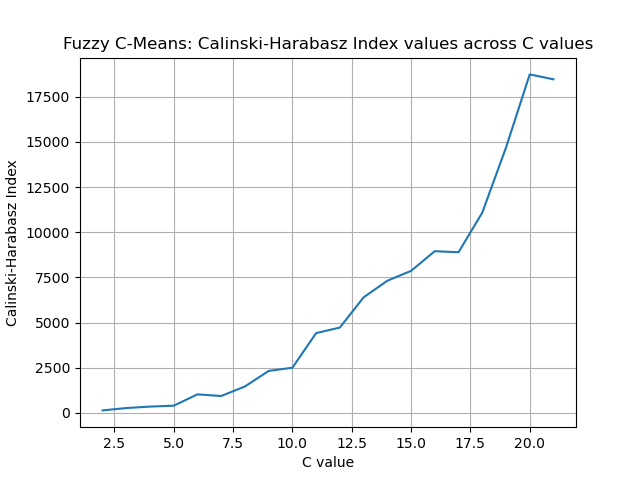 Fuzzy C-Means: Calinski-Harabasz Index values across C values
17500
15000
12500
10000
7500
5000
2500
0
Calinski-Harabasz Index
2.5 5.0 7.5 10.0 12.5 15.0 17.5 20.0
C value